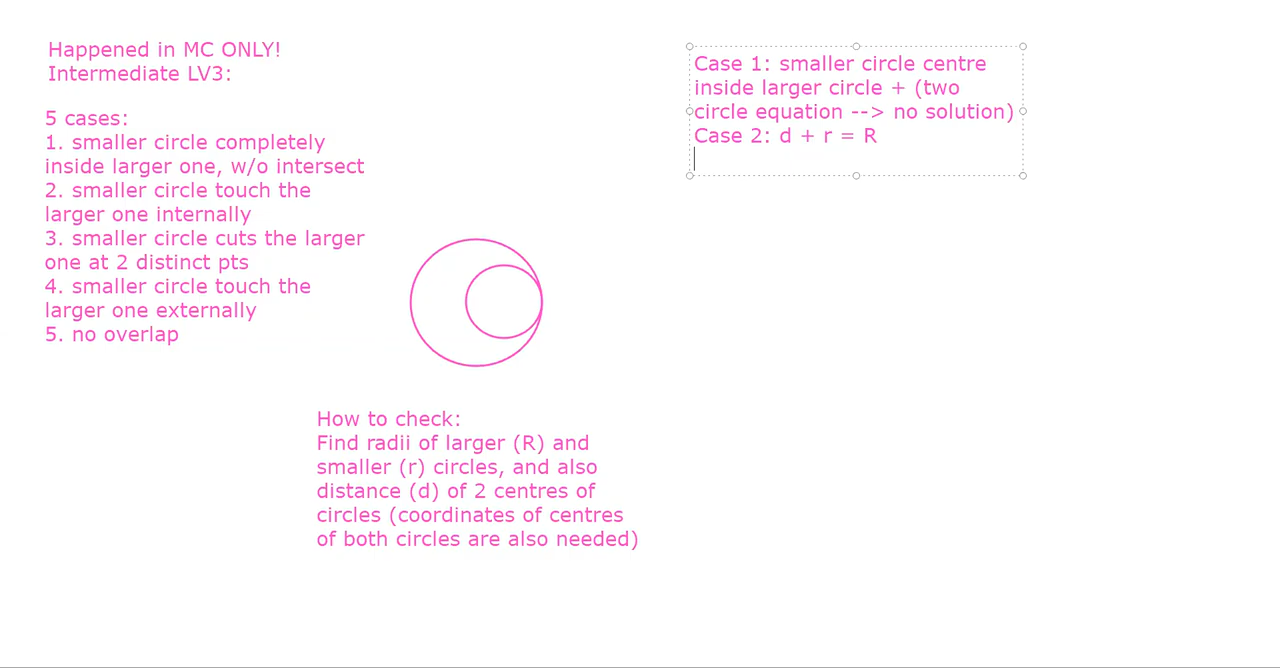 Happened in MC ONLY!
Intermediate LV3:
5 cases:
1. smaller circle completely
inside larger one, w/o intersect
2. smaller circle touch the
larger one internally
3. smaller circle cuts the larger
one at 2 distinct pts
4. smaller circle touch the
larger one externally
5. no overlap
How to check:
Find radii of larger (R) and
smaller (r) circles, and also
distance (d) of 2 centres of
circles (coordinates of centres
of both circles are also needed)
Case 1: smaller circle centre
inside larger circle + (two
circle equation --> no solution)
Case 2: d + r = R